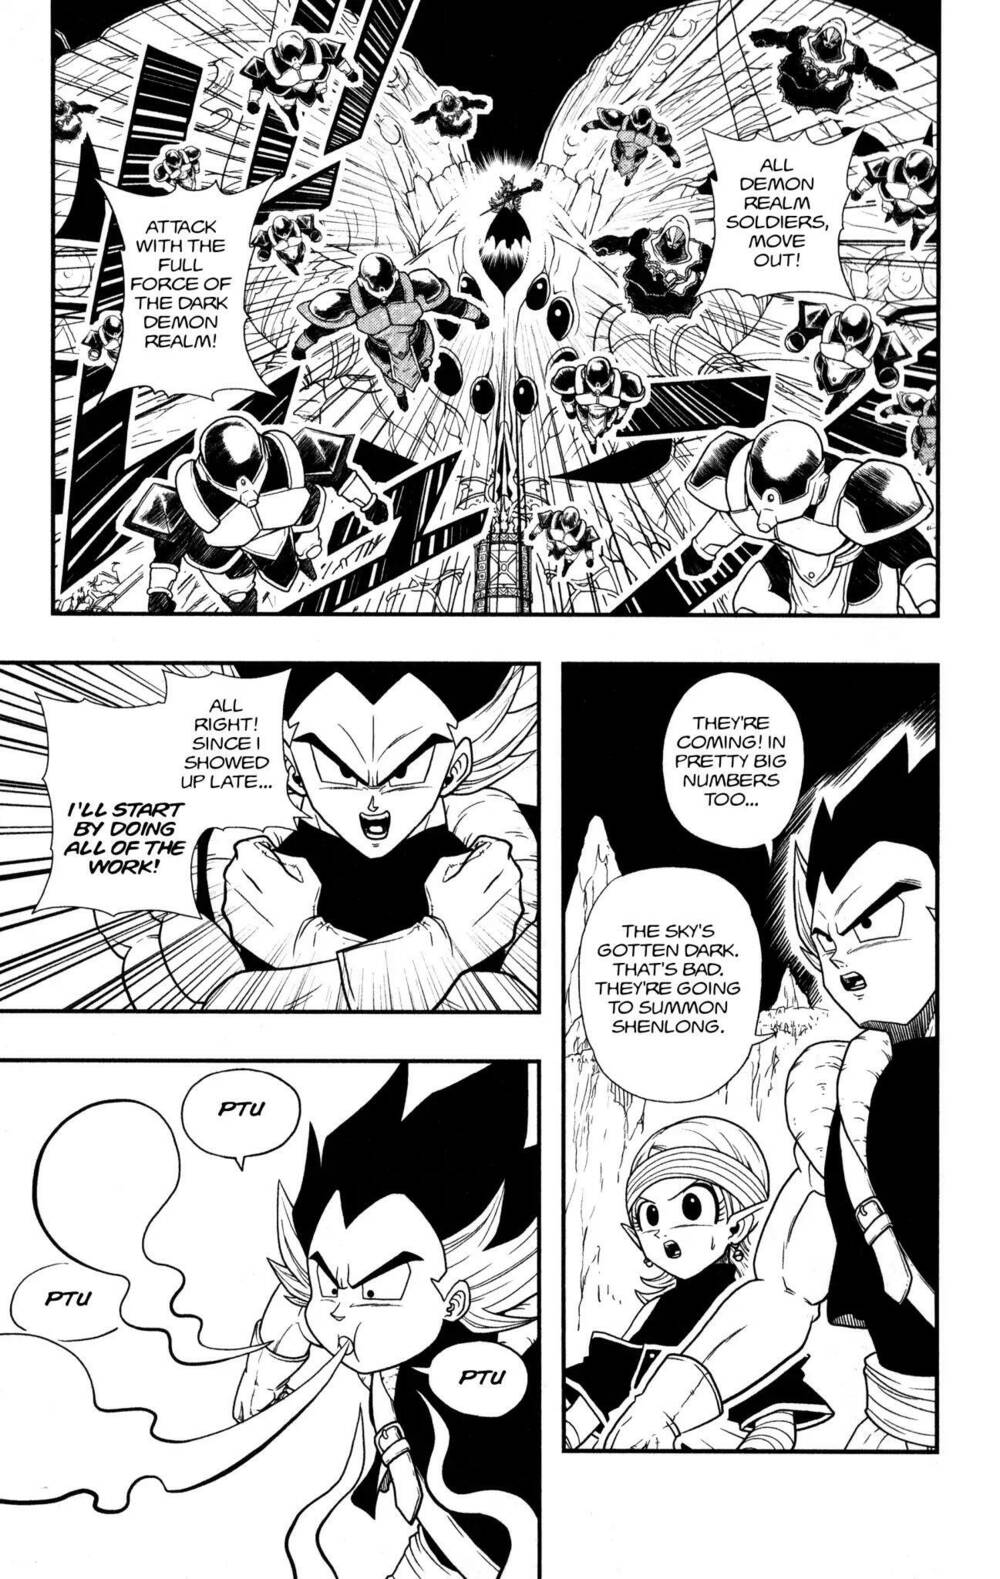 ALL
DEMON
REALM
SOLDIERS,
MOVE
OUT!
ATTACK
WITH THE
FULL
FORCE OF
THE DARK
DEMON
REALM!
THEY'RE
COMING! IN
PRETTY BIG
NUMBERS
TOO...
THE SKY'S
GOTTEN DARK.
THAT'S BAD.
THEY'RE GOING
TO SUMMON
SHENLONG.
ALL
RIGHT!
SINCE I
SHOWED
UP LATE...
I'LL START
BY DOING
ALL OF THE
WORK!
PTU
PTU
PTU